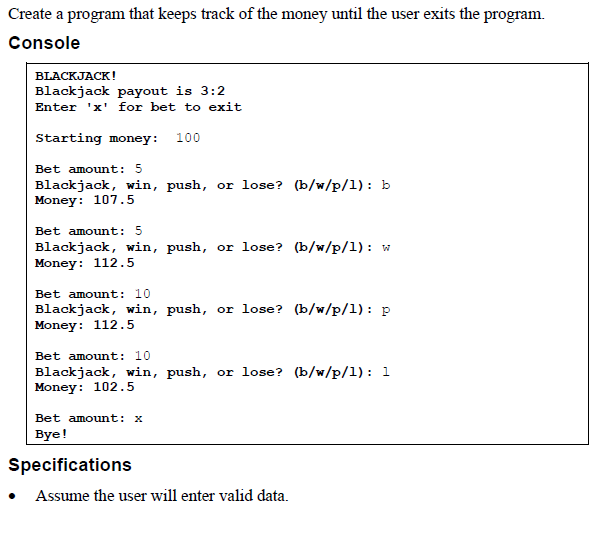 Create a program that keeps track of the money until the user exits the program.
Console
BLACKJACK!
Blackjack payout is 3:2
Enter 'x' for bet to exit
Starting money:  100
Bet amount: 5
Blackjack, win, push, or lose? (b/w/p/l): b
Money: 107.5
Bet amount: 5
Blackjack, win, push, or lose? (b/w/p/l): w
Money: 112.5
Bet amount: 10
Blackjack, win, push, or lose? (b/w/p/l): p
Money: 112.5
Bet amount: 10
Blackjack, win, push, or lose? (b/w/p/l): l
Money: 102.5
Bet amount: x
Bye!
Specifications
• Assume the user will enter valid data.